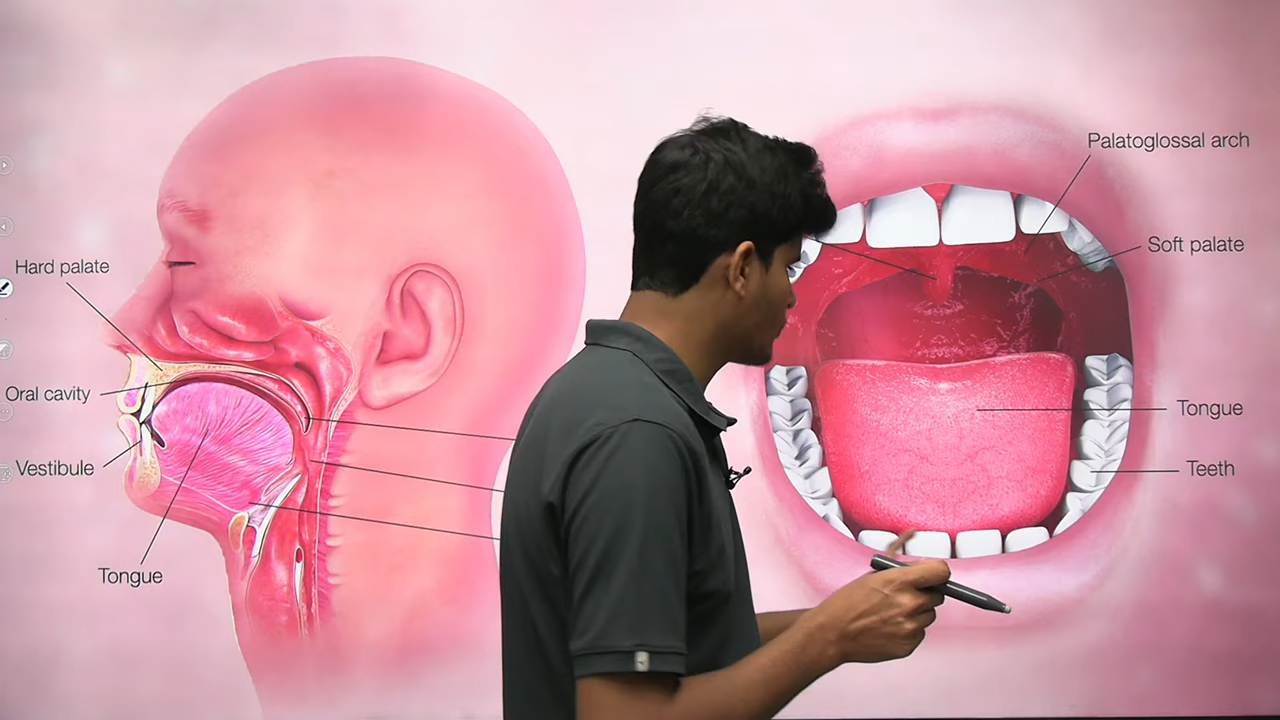 Hard palate
Oral cavity
Vestibule
Tongue
Palatoglossal arch
Soft palate
Tongue
Teeth